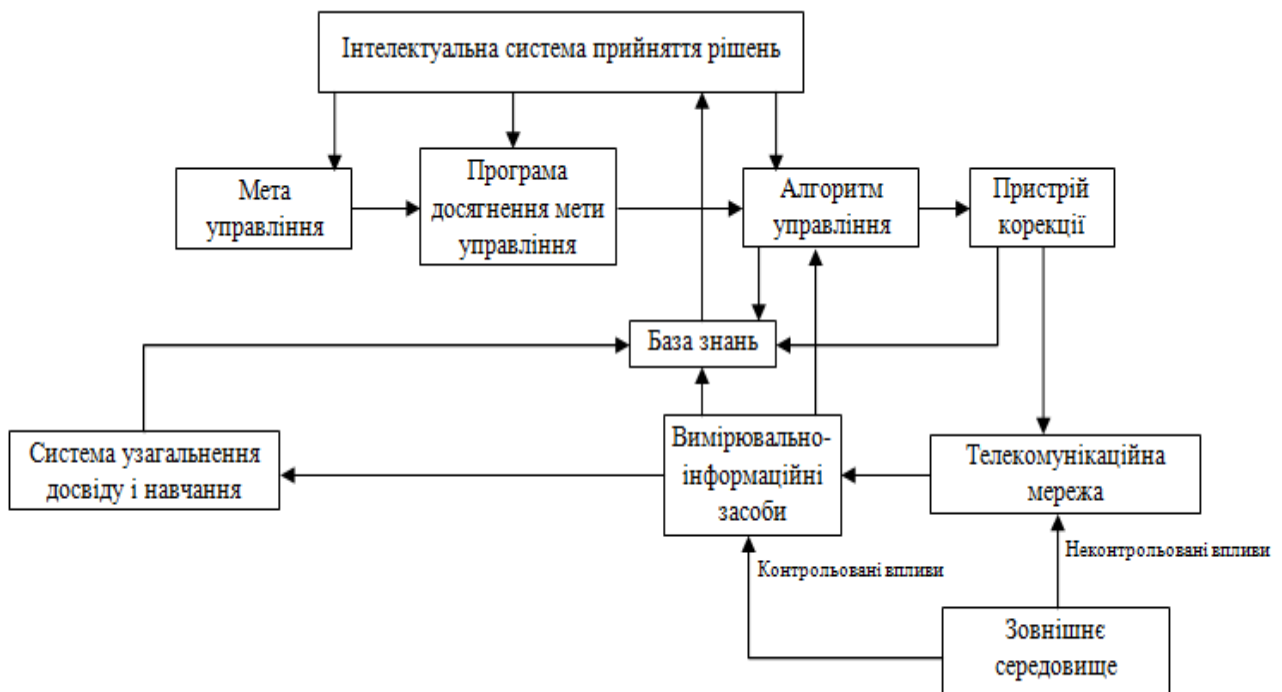 Інтелектуальна система прийняття рішень
Мета
управління
Програма
досягнення мети
управління
Алгоритм
управління
Пристрій
корекції
База знань
Система узагальнення
досвіду і навчання
Вимірювально-
інформаційні
засоби
Телекомунікаційна
мережа
Неконтрольовані впливи
Контрольовані впливи
Зовнішнє
середовище